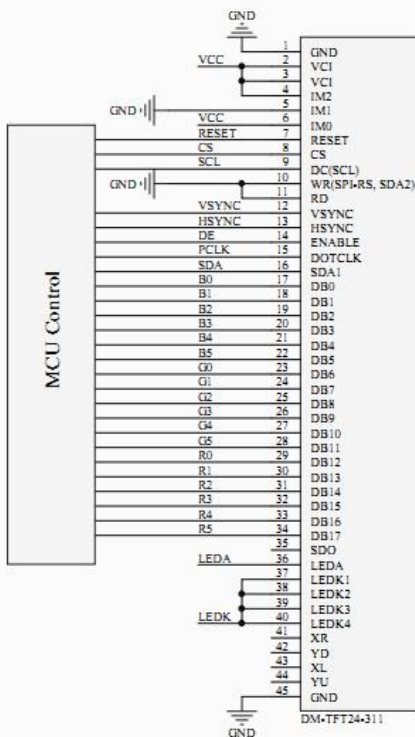 GND
1 GND
VCC 2 VCI
3 VCI
4 IM2
GND 5 IM1
VCC 6 IM0
RESET 7 RESET
CS 8 CS
SCL 9 DC(SCL)
GND 10 WR(SPI-RS, SDA2)
11 RD
VSYNC 12 VSYNC
HSYNC 13 HSYNC
DE 14 ENABLE
PCLK 15 DOTCLK
SDA 16 SDA1
B0 17 DB0
B1 18 DB1
B2 19 DB2
B3 20 DB3
B4 21 DB4
B5 22 DB5
G0 23 DB6
G1 24 DB7
G2 25 DB8
G3 26 DB9
G4 27 DB10
G5 28 DB11
R0 29 DB12
R1 30 DB13
R2 31 DB14
R3 32 DB15
R4 33 DB16
R5 34 DB17
35 SDO
LEDA 36 LEDA
37 LEDK1
38 LEDK2
39 LEDK3
LEDK 40 LEDK4
41 XR
42 YD
43 XL
44 YU
45 GND
GND
DM-TFT24-311
MCU Control